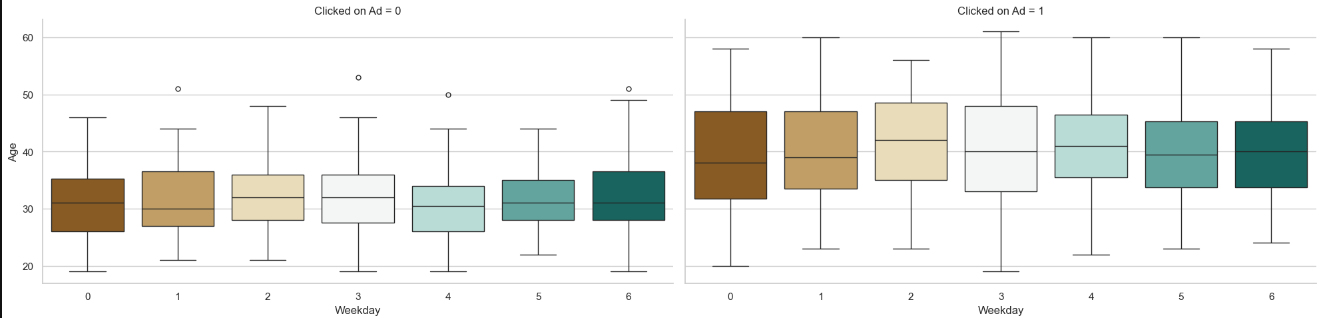 Clicked on Ad = 0
Clicked on Ad = 1
60
50
40
30
20
Age
0 1 2 3 4 5 6
Weekday
0 1 2 3 4 5 6
Weekday